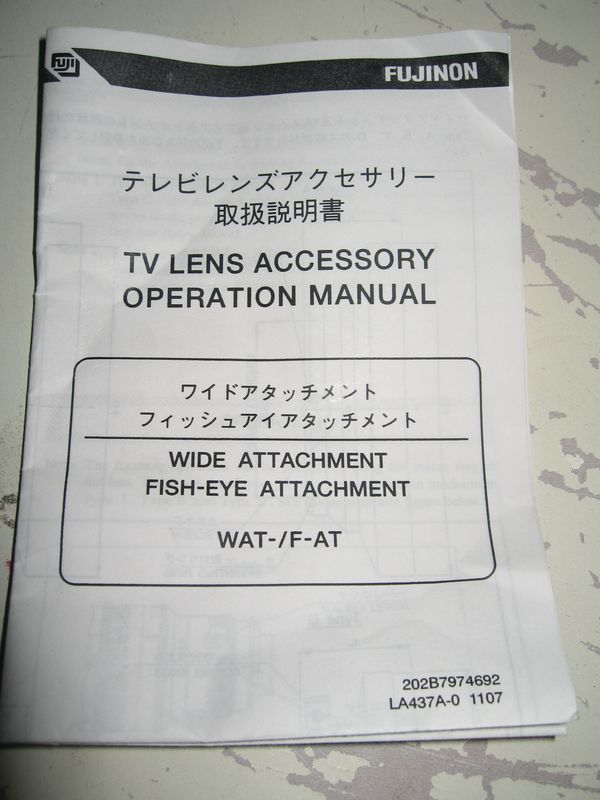 FUJI
FUJINON
テレビレンズアクセサリー
取扱説明書
TV LENS ACCESSORY
OPERATION MANUAL
ワイドアタッチメント
フィッシュアイアタッチメント
WIDE ATTACHMENT
FISH-EYE ATTACHMENT
WAT-/F-AT
202B7974692
LA437A-0 1107